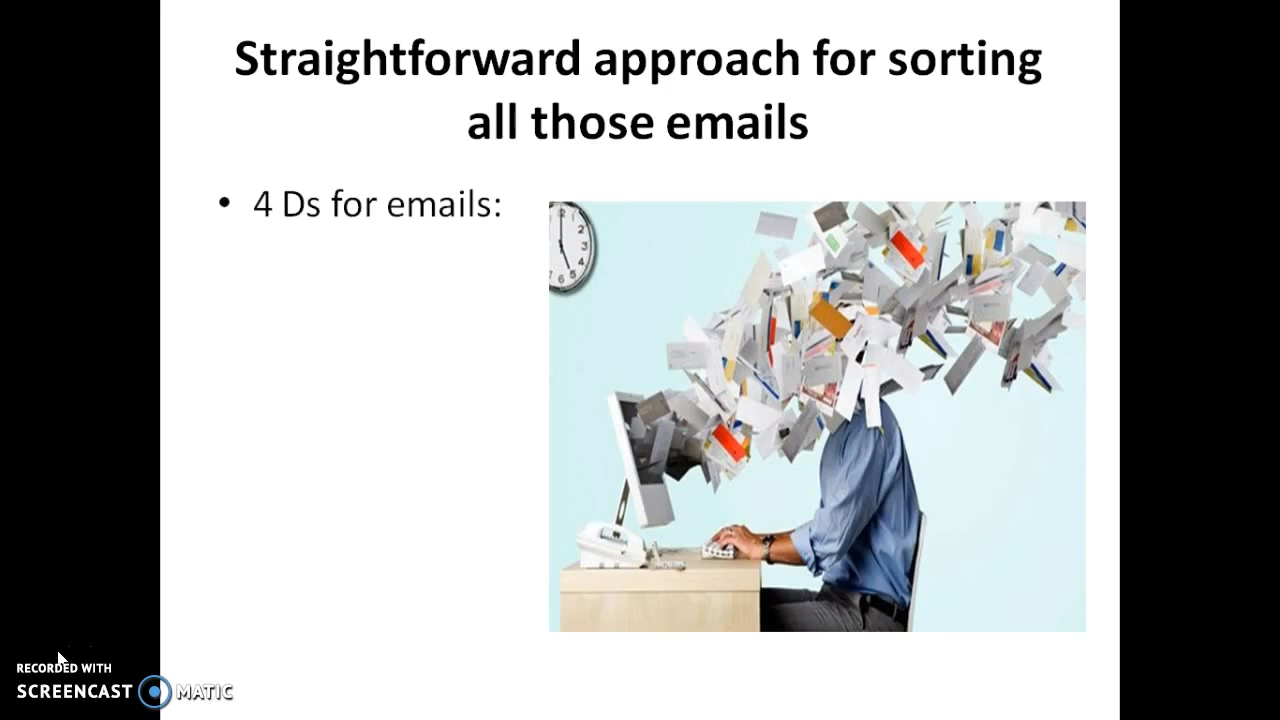 Straightforward approach for sorting
all those emails
• 4 Ds for emails:
RECORDED WITH
SCREENCAST MATIC